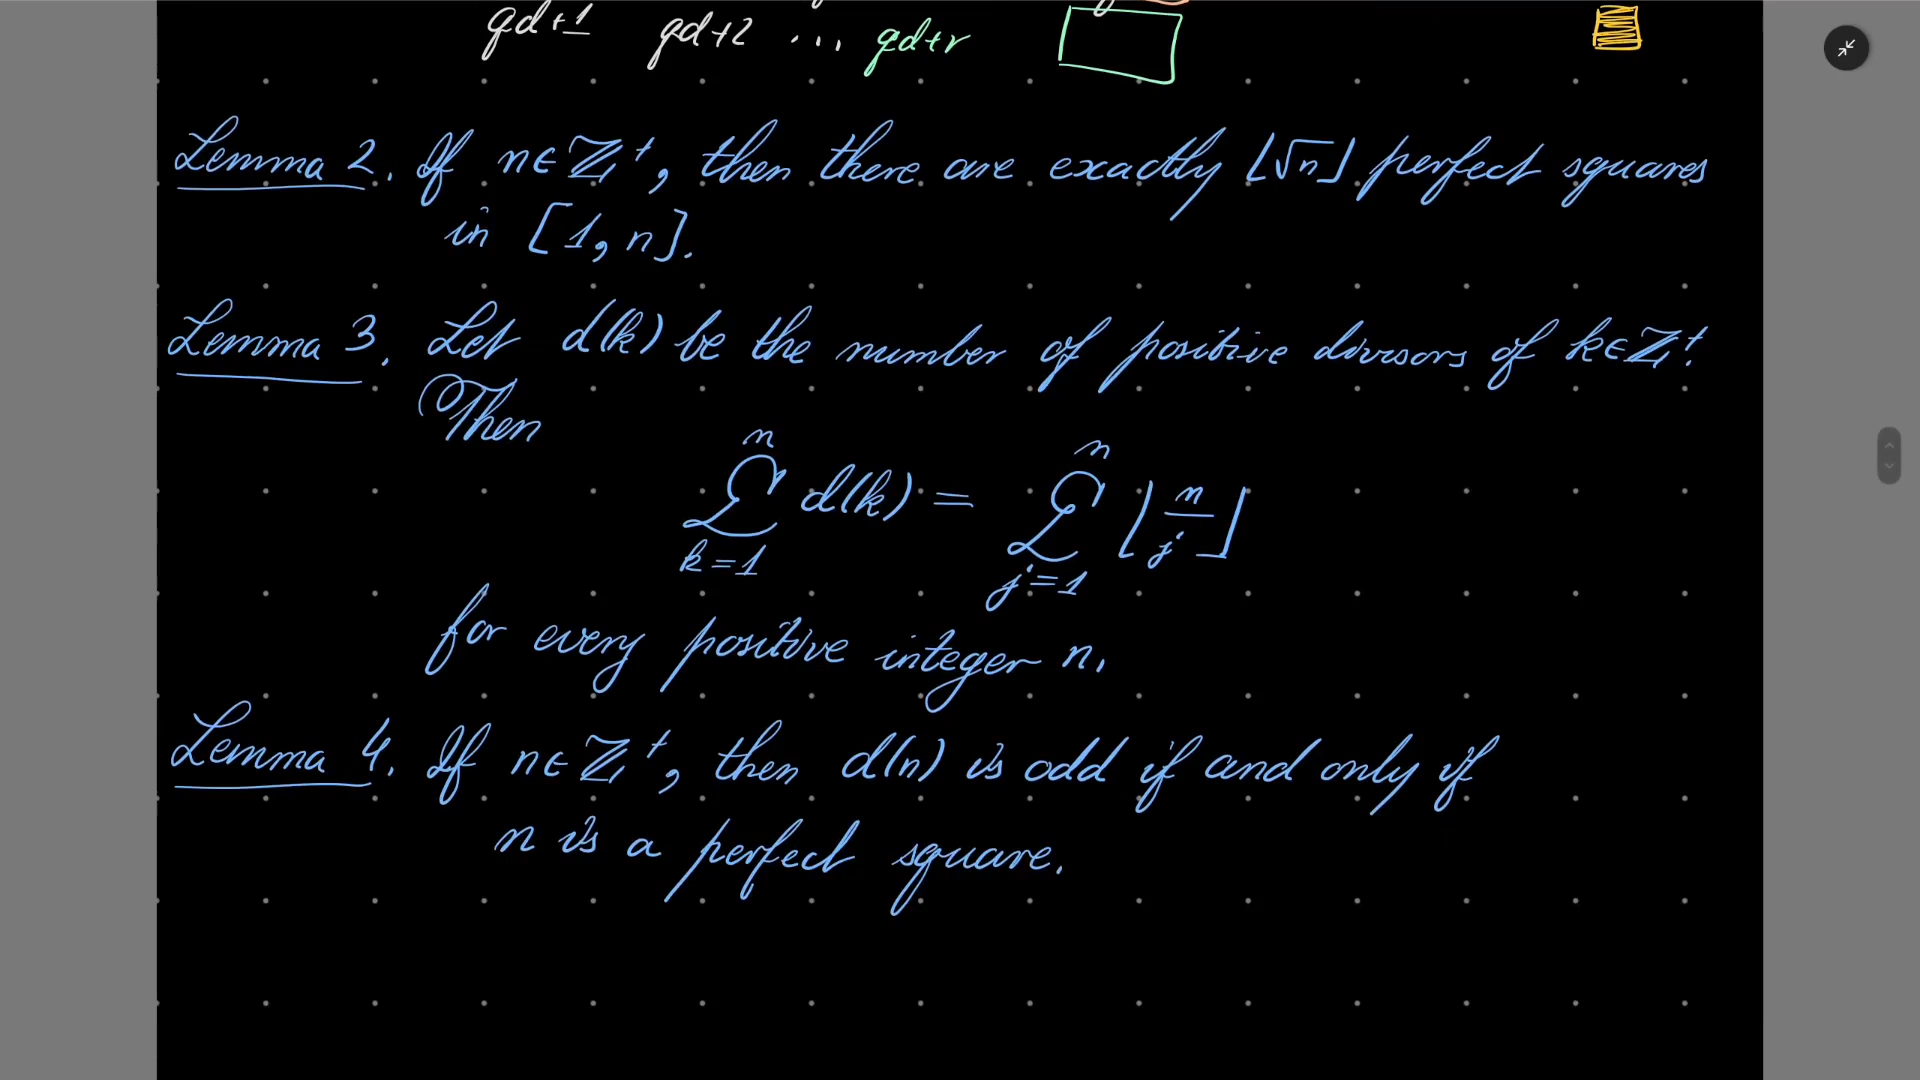 qd+1 qd+2 ... qd+r
Lemma 2. If n∈ℤ⁺, then there are exactly ⌊√n⌋ perfect squares
in [1, n].
Lemma 3. Let d(k) be the number of positive divisors of k∈ℤ⁺.
Then
∑_{k=1}^{n} d(k) = ∑_{j=1}^{n} ⌊n/j⌋
for every positive integer n.
Lemma 4. If n∈ℤ⁺, then d(n) is odd if and only if
n is a perfect square.